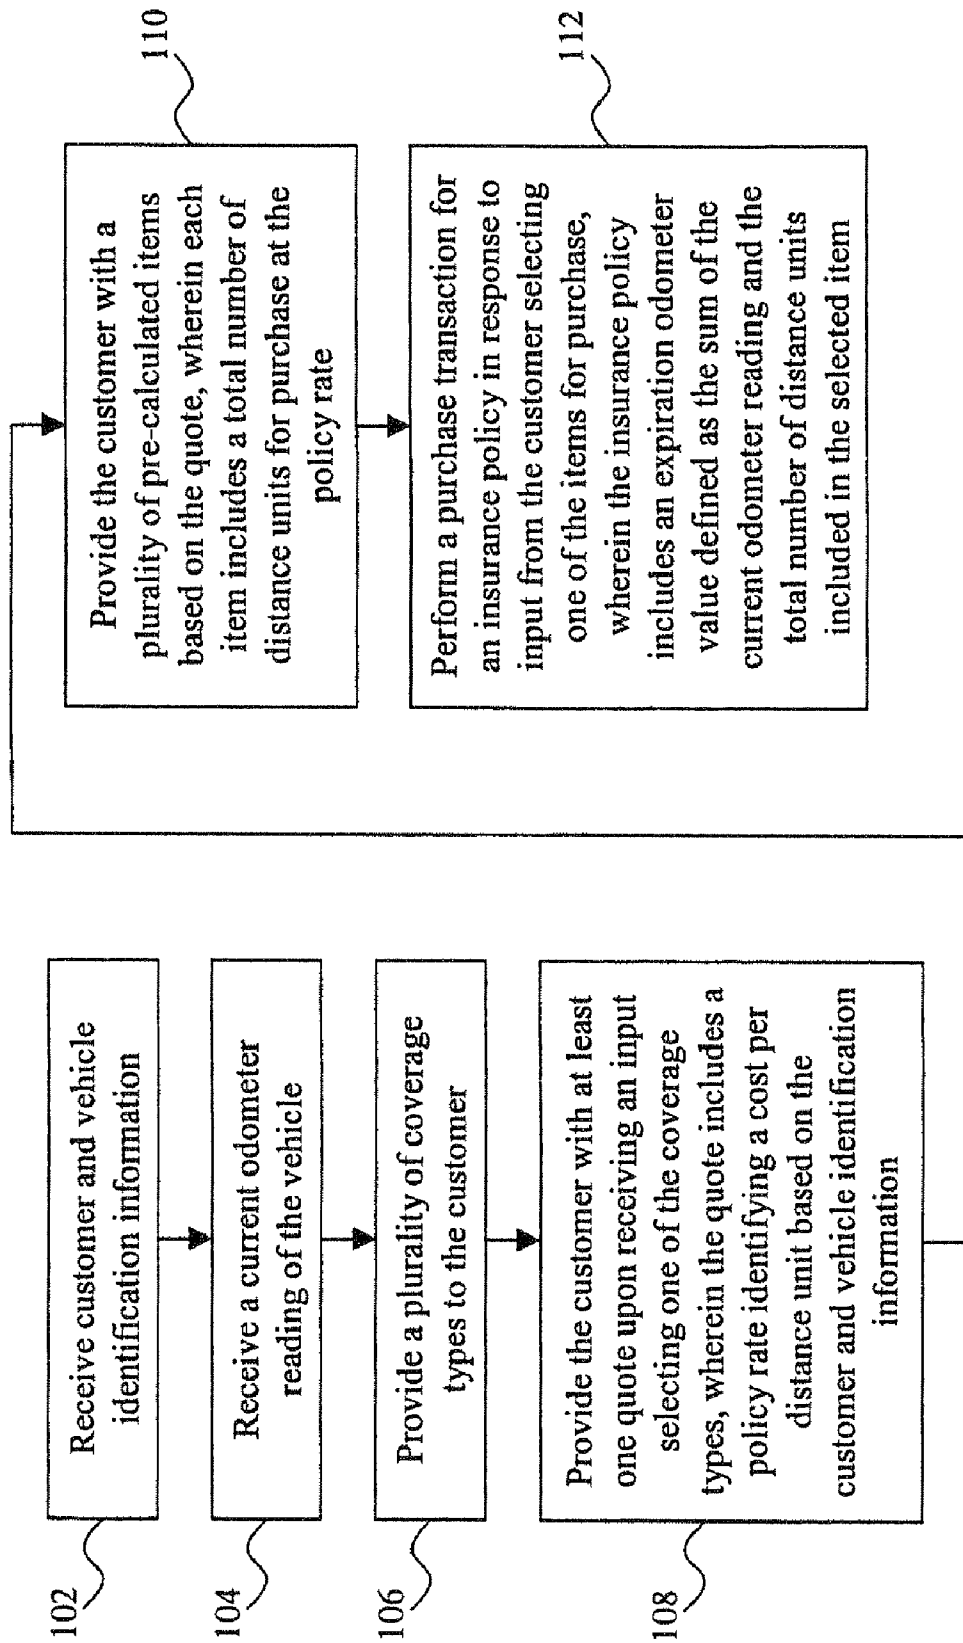 102
Receive customer and vehicle
identification information
104
Receive a current odometer
reading of the vehicle
106
Provide a plurality of coverage
types to the customer
108
Provide the customer with at least
one quote upon receiving an input
selecting one of the coverage
types, wherein the quote includes a
policy rate identifying a cost per
distance unit based on the
customer and vehicle identification
information
110
Provide the customer with a
plurality of pre-calculated items
based on the quote, wherein each
item includes a total number of
distance units for purchase at the
policy rate
112
Perform a purchase transaction for
an insurance policy in response to
input from the customer selecting
one of the items for purchase,
wherein the insurance policy
includes an expiration odometer
value defined as the sum of the
current odometer reading and the
total number of distance units
included in the selected item